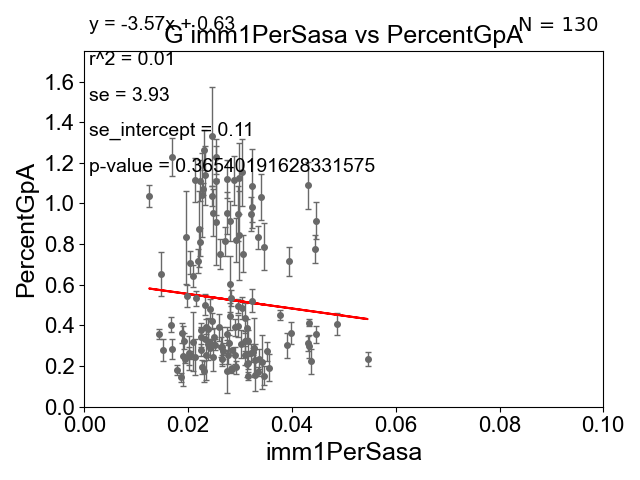 y = -3.57x + 0.63
N = 130
G imm1PerSasa vs PercentGpA
r^2 = 0.01
se = 3.93
se_intercept = 0.11
p-value = 0.36540191628331575
1.6
1.4
1.2
1.0
0.8
0.6
0.4
0.2
0.0
PercentGpA
0.00 0.02 0.04 0.06 0.08 0.10
imm1PerSasa